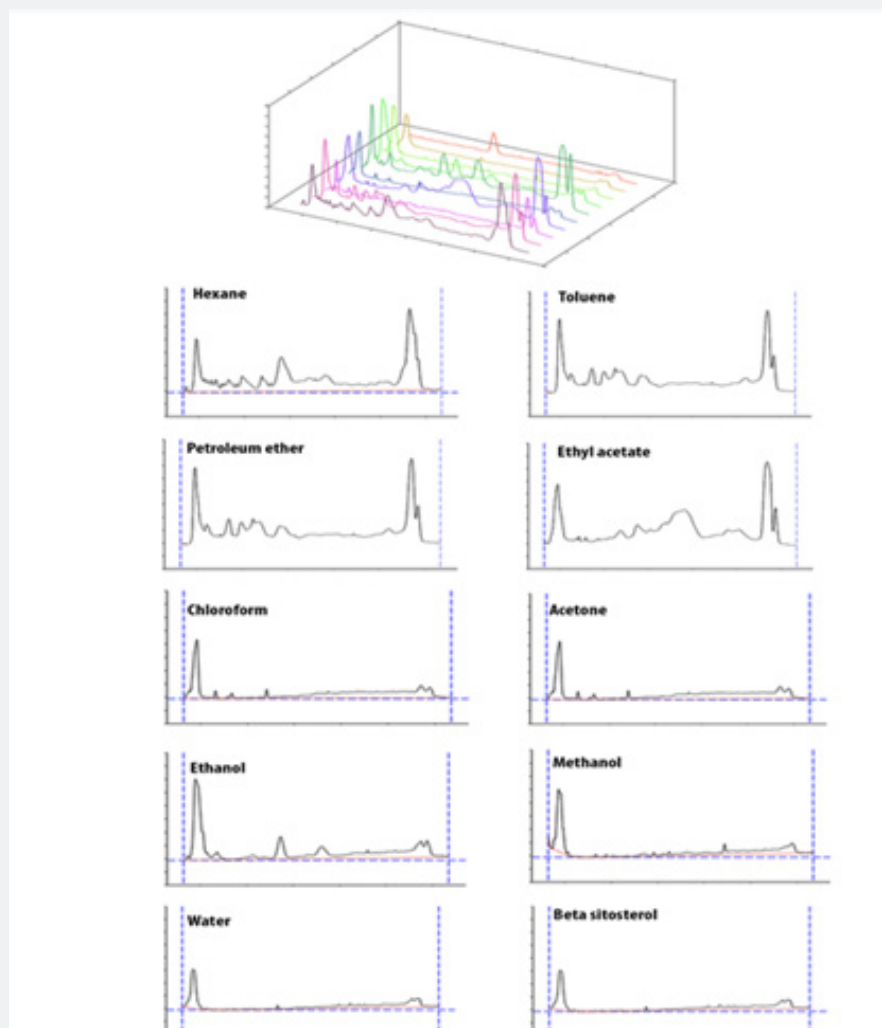 Hexane
Toluene
Petroleum ether
Ethyl acetate
Chloroform
Acetone
Ethanol
Methanol
Water
Beta sitosterol